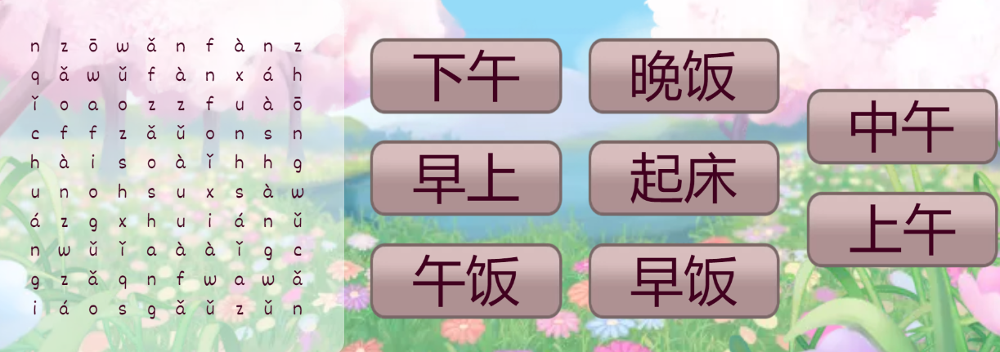 n z ō w ǎ n f à n z
q ǎ w ǔ f à n x á h
ǐ o a o z z f u à ō
c f f z ǎ ǔ o n s n
h à i s o à ǐ h h g
u n o h s u x s à w
á z g x h u i á n ǔ
n w ǔ ǐ a à à ǐ g c
g z ǎ q n f w a w ǎ
i á o s g ǎ ǔ z ǔ n
下午
晚饭
中午
早上
起床
上午
午饭
早饭